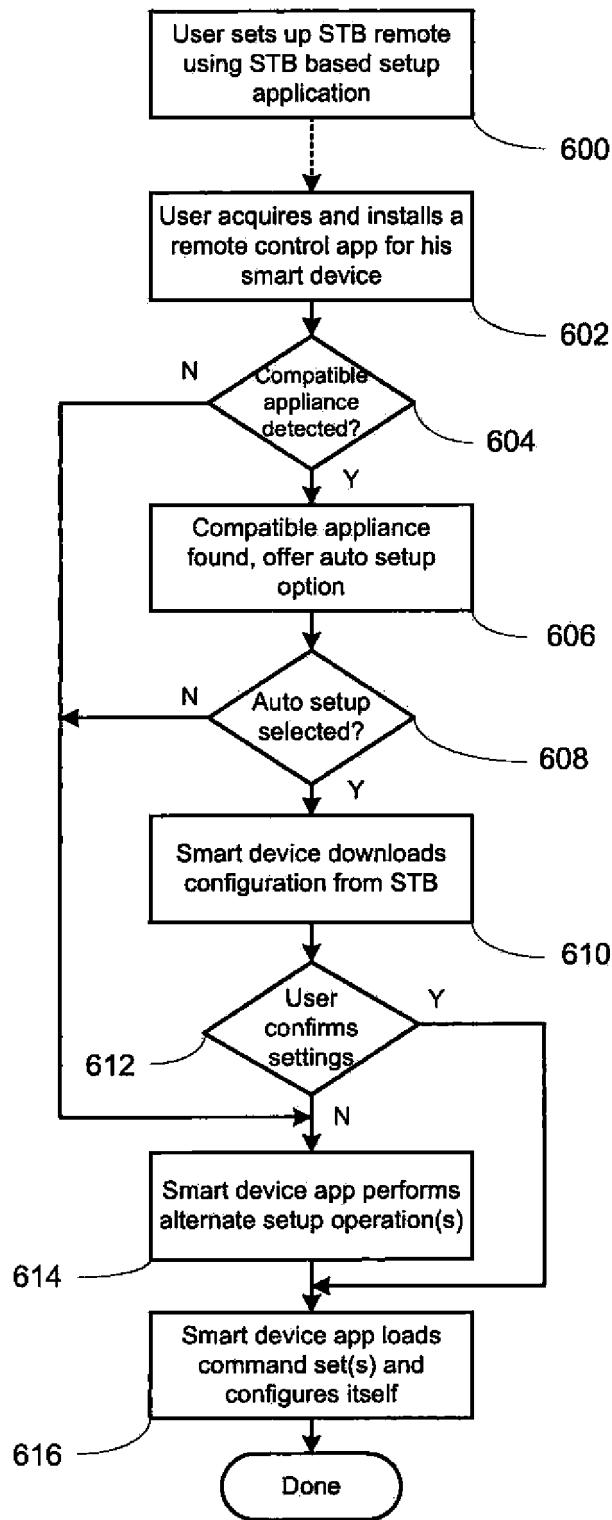 User sets up STB remote
using STB based setup
application
600
User acquires and installs a
remote control app for his
smart device
602
N
Compatible
appliance
detected?
604
Y
Compatible appliance
found, offer auto setup
option
606
N
Auto setup
selected?
608
Y
Smart device downloads
configuration from STB
610
User
confirms
settings
Y
612
N
Smart device app performs
alternate setup operation(s)
614
Smart device app loads
command set(s) and
configures itself
616
Done